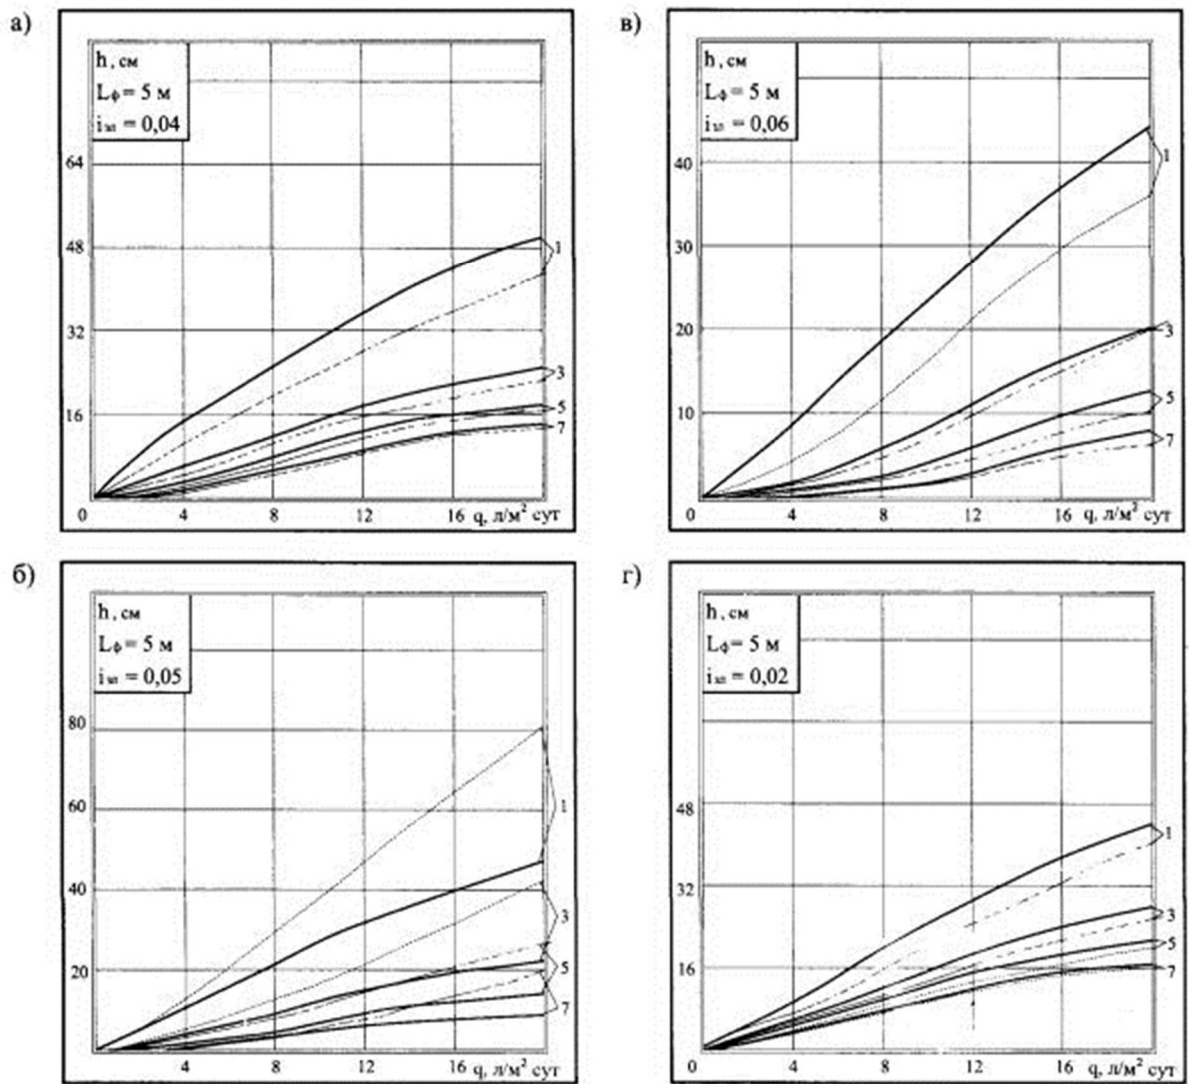 а)
h, см
Lф = 5 м
iзл = 0,04
64
48
32
16
1
3
5
7
0 4 8 12 16 q, л/м² сут
в)
h, см
Lф = 5 м
iзл = 0,06
40
30
20
10
1
3
5
7
0 4 8 12 16 q, л/м² сут
б)
h, см
Lф = 5 м
iзл = 0,05
80
60
40
20
1
3
5
7
4 8 12 16 q, л/м² сут
г)
h, см
Lф = 5 м
iзл = 0,02
48
32
16
1
3
5
7
0 4 8 12 16 q, л/м² сут